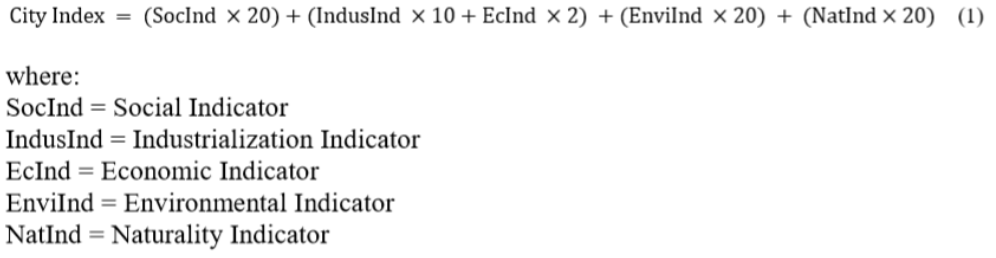 City Index = (SocInd × 20) + (IndusInd × 10 + EcInd × 2) + (EnviInd × 20) + (NatInd × 20) (1)
where:
SocInd = Social Indicator
IndusInd = Industrialization Indicator
EcInd = Economic Indicator
EnviInd = Environmental Indicator
NatInd = Naturality Indicator